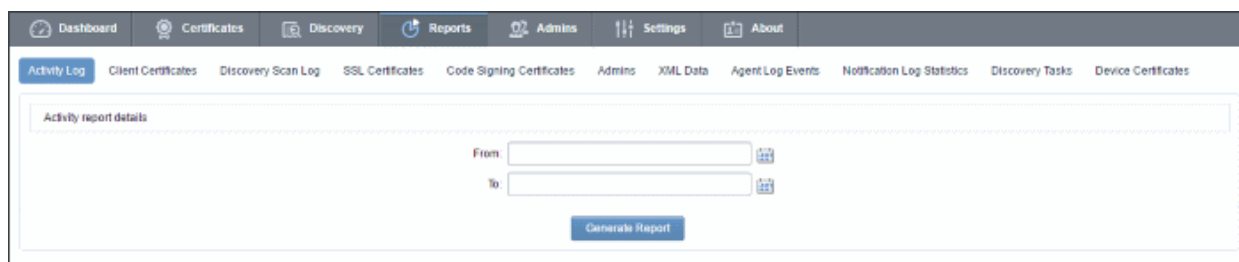 Dashboard Certificates Discovery Reports Admins Settings About
Activity Log Client Certificates Discovery Scan Log SSL Certificates Code Signing Certificates Admins XML Data Agent Log Events Notification Log Statistics Discovery Tasks Device Certificates
Activity report details
From:
To:
Generate Report